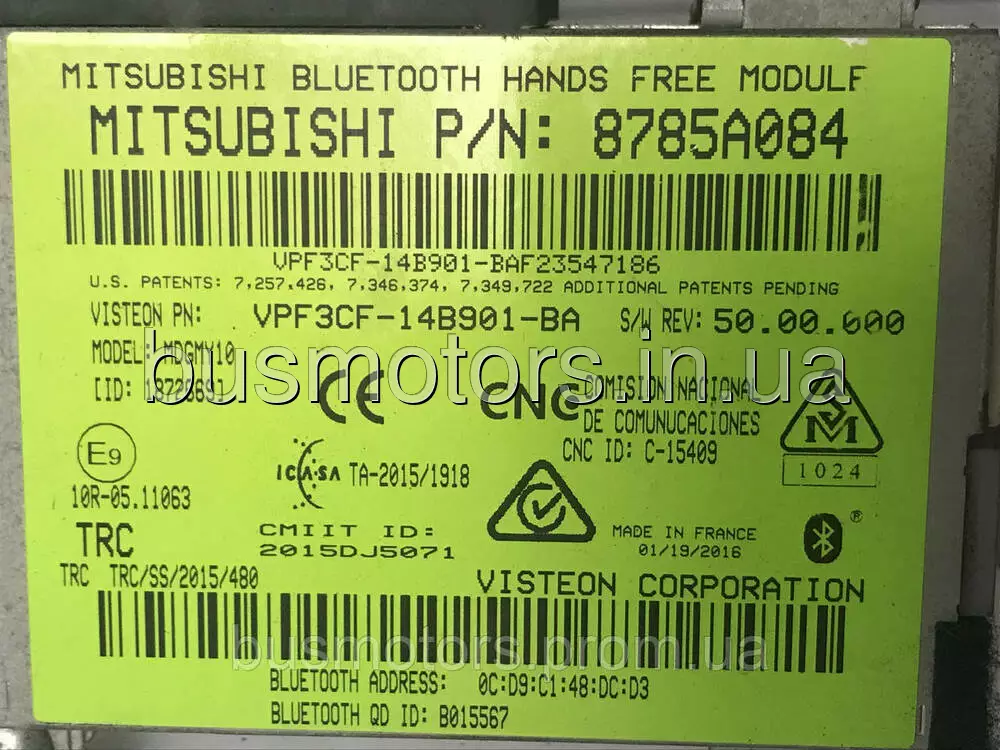 MITSUBISHI BLUETOOTH HANDS FREE MODULE
MITSUBISHI P/N: 8785A084
VPF3CF-14B901-BAF23547186
U.S. PATENTS: 7,257,426, 7,346,374, 7,349,722 ADDITIONAL PATENTS PENDING
VISTEON PN: VPF3CF-14B901-BA S/W REV: 50.00.600
MODEL: MDGMY10
busmotors.in.ua
[ID:
CE
CNC COMISION NACIONAL
DE COMUNUCACIONES
CNC ID: C-15409
SM
1024
E9
10R-05.11063
ICASA TA-2015/1918
TRC
CMIIT ID:
2015DJ5071
MADE IN FRANCE
01/19/2016
®
TRC TRC/SS/2015/480
VISTEON CORPORATION
busmotors.prom.ua
BLUETOOTH ADDRESS: 0C:D9:C1:48:DC:D3
BLUETOOTH QD ID: B015567